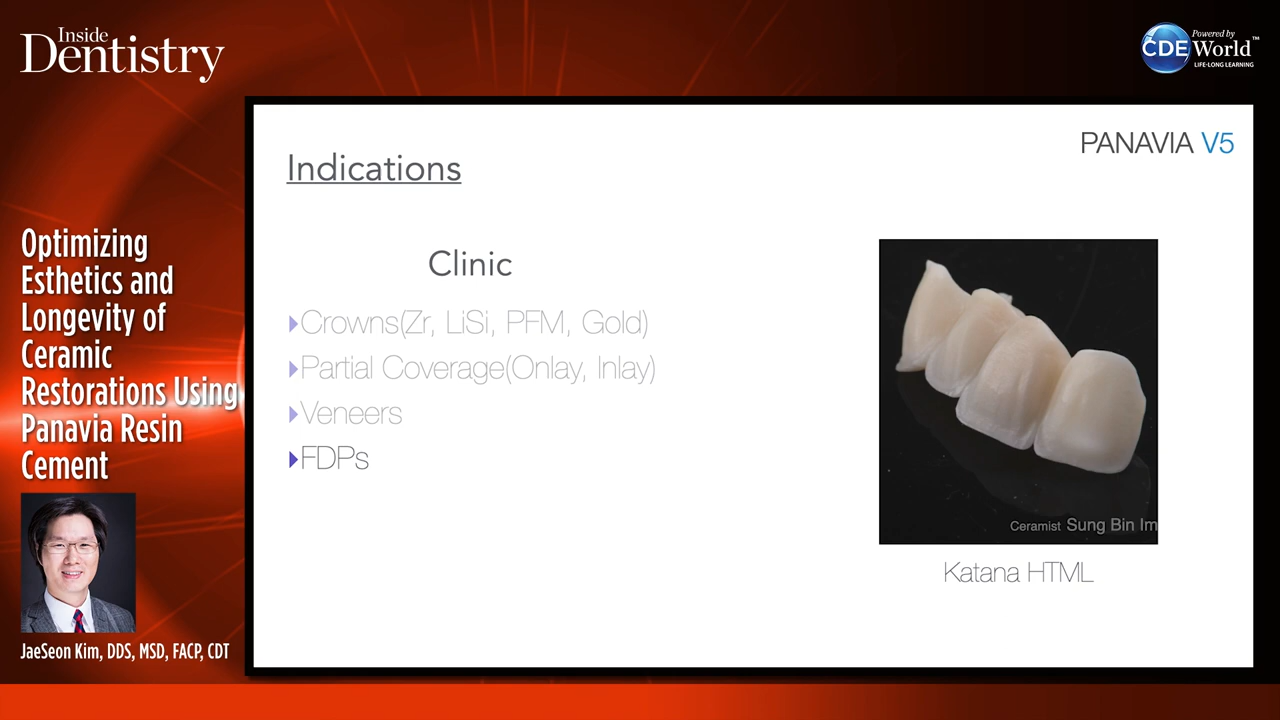 Inside
Dentistry
Powered by
CDEWorld™
LIFE-LONG LEARNING
PANAVIA V5
Indications
Clinic
Crowns(Zr, LiSi, PFM, Gold)
Partial Coverage(Onlay, Inlay)
Veneers
FDPs
Ceramist Sung Bin Im
Katana HTML
Optimizing
Esthetics and
Longevity of
Ceramic
Restorations Using
Panavia Resin
Cement
JaeSeon Kim, DDS, MSD, FACP, CDT